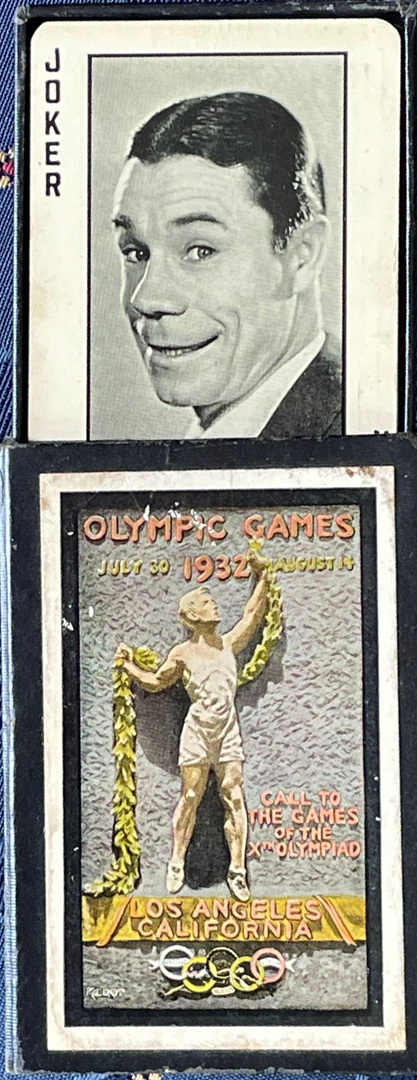 JOKER
OLYMPIC GAMES
JULY 30 1932 AUGUST 14
CALL TO
THE GAMES
OF THE
XTH OLYMPIAD
LOS ANGELES
CALIFORNIA